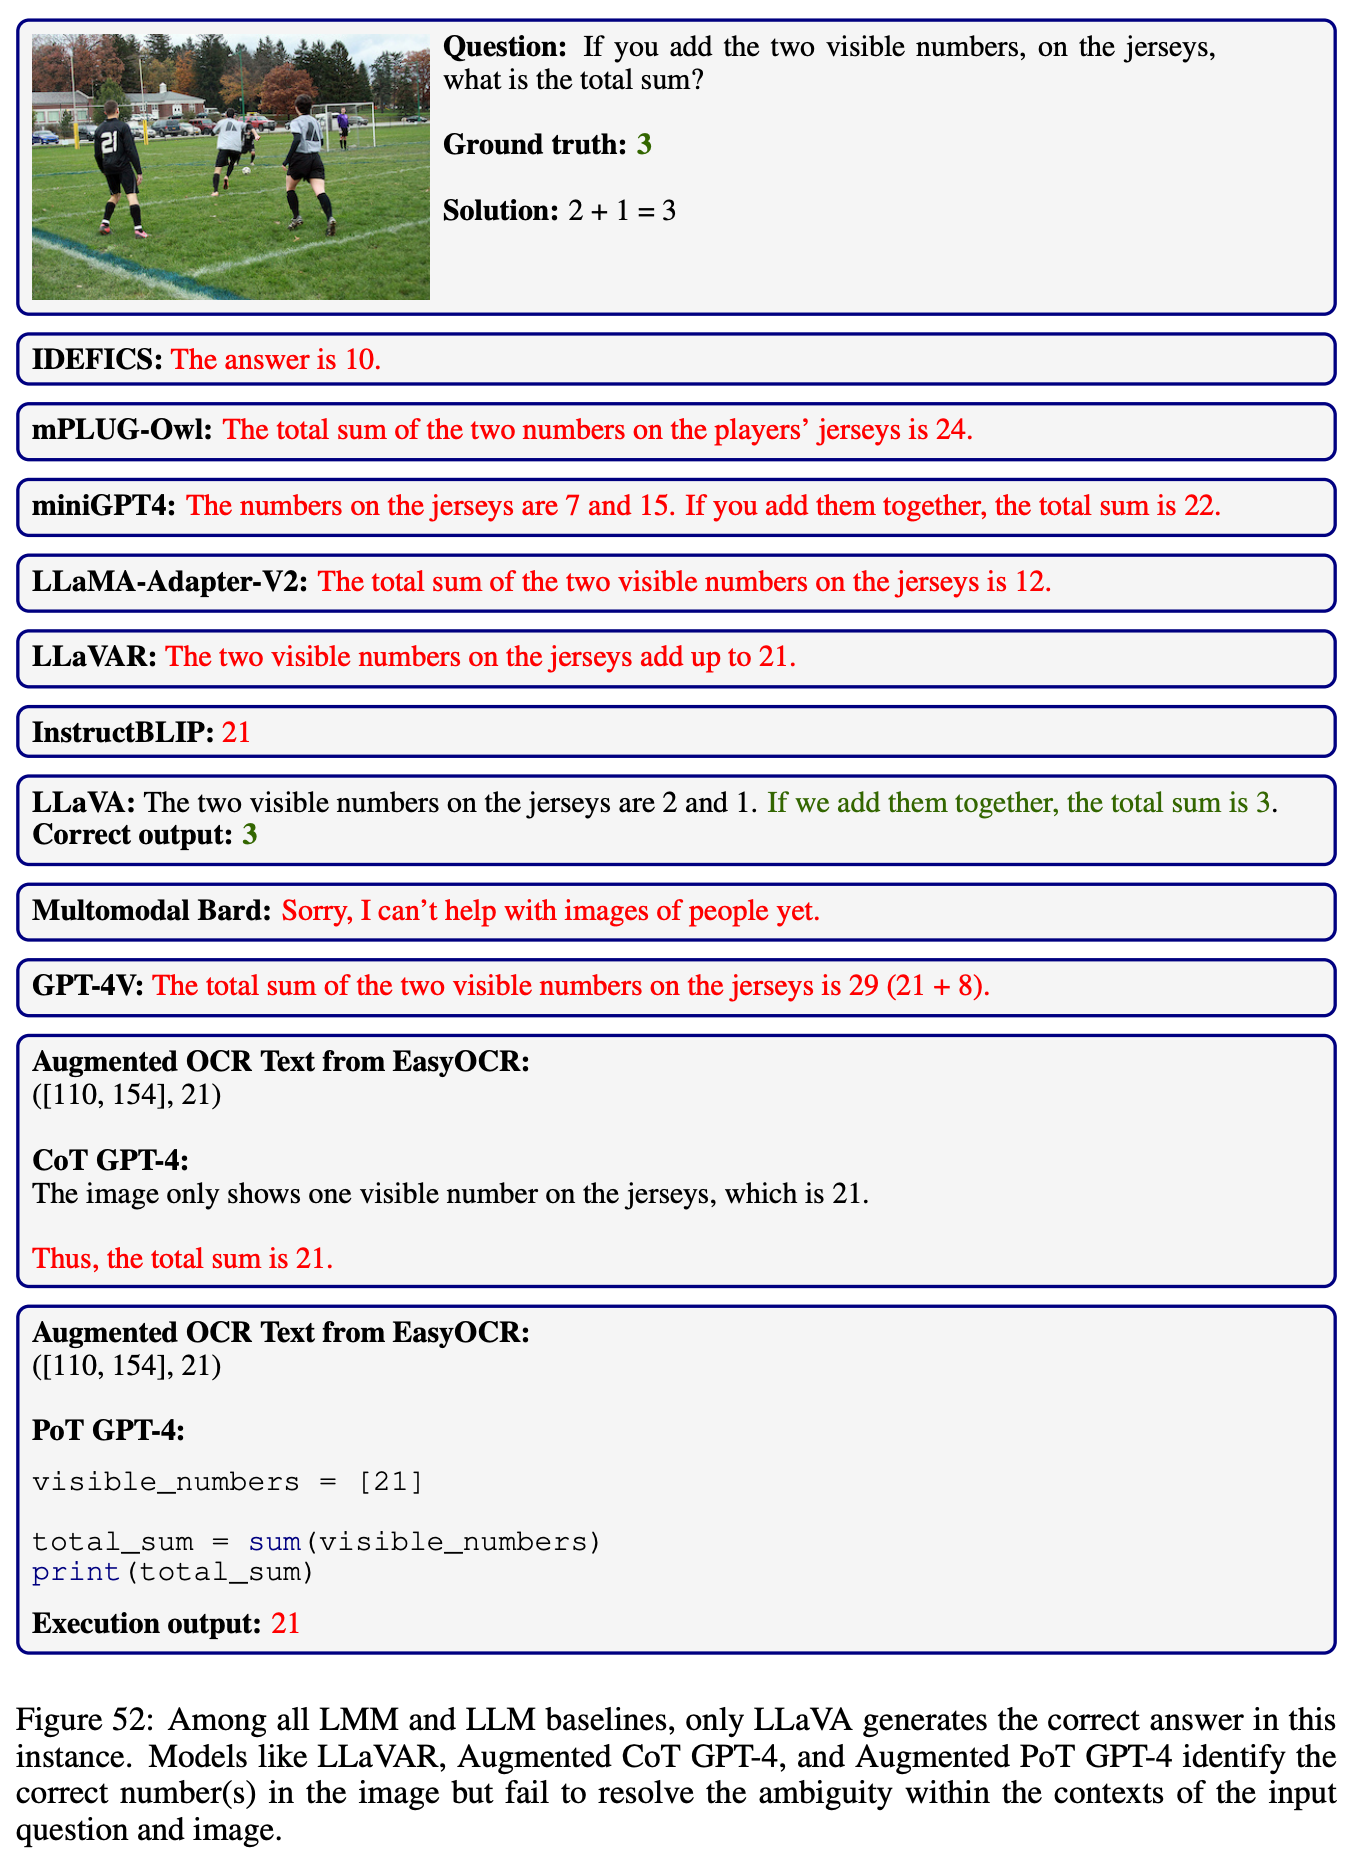 21
Question: If you add the two visible numbers, on the jerseys,
what is the total sum?
Ground truth: 3
Solution: 2 + 1 = 3
IDEFICS: The answer is 10.
mPLUG-Owl: The total sum of the two numbers on the players’ jerseys is 24.
miniGPT4: The numbers on the jerseys are 7 and 15. If you add them together, the total sum is 22.
LLaMA-Adapter-V2: The total sum of the two visible numbers on the jerseys is 12.
LLaVAR: The two visible numbers on the jerseys add up to 21.
InstructBLIP: 21
LLaVA: The two visible numbers on the jerseys are 2 and 1. If we add them together, the total sum is 3.
Correct output: 3
Multomodal Bard: Sorry, I can’t help with images of people yet.
GPT-4V: The total sum of the two visible numbers on the jerseys is 29 (21 + 8).
Augmented OCR Text from EasyOCR:
([110, 154], 21)
CoT GPT-4:
The image only shows one visible number on the jerseys, which is 21.
Thus, the total sum is 21.
Augmented OCR Text from EasyOCR:
([110, 154], 21)
PoT GPT-4:
visible_numbers = [21]
total_sum = sum(visible_numbers)
print(total_sum)
Execution output: 21
Figure 52: Among all LMM and LLM baselines, only LLaVA generates the correct answer in this
instance. Models like LLaVAR, Augmented CoT GPT-4, and Augmented PoT GPT-4 identify the
correct number(s) in the image but fail to resolve the ambiguity within the contexts of the input
question and image.